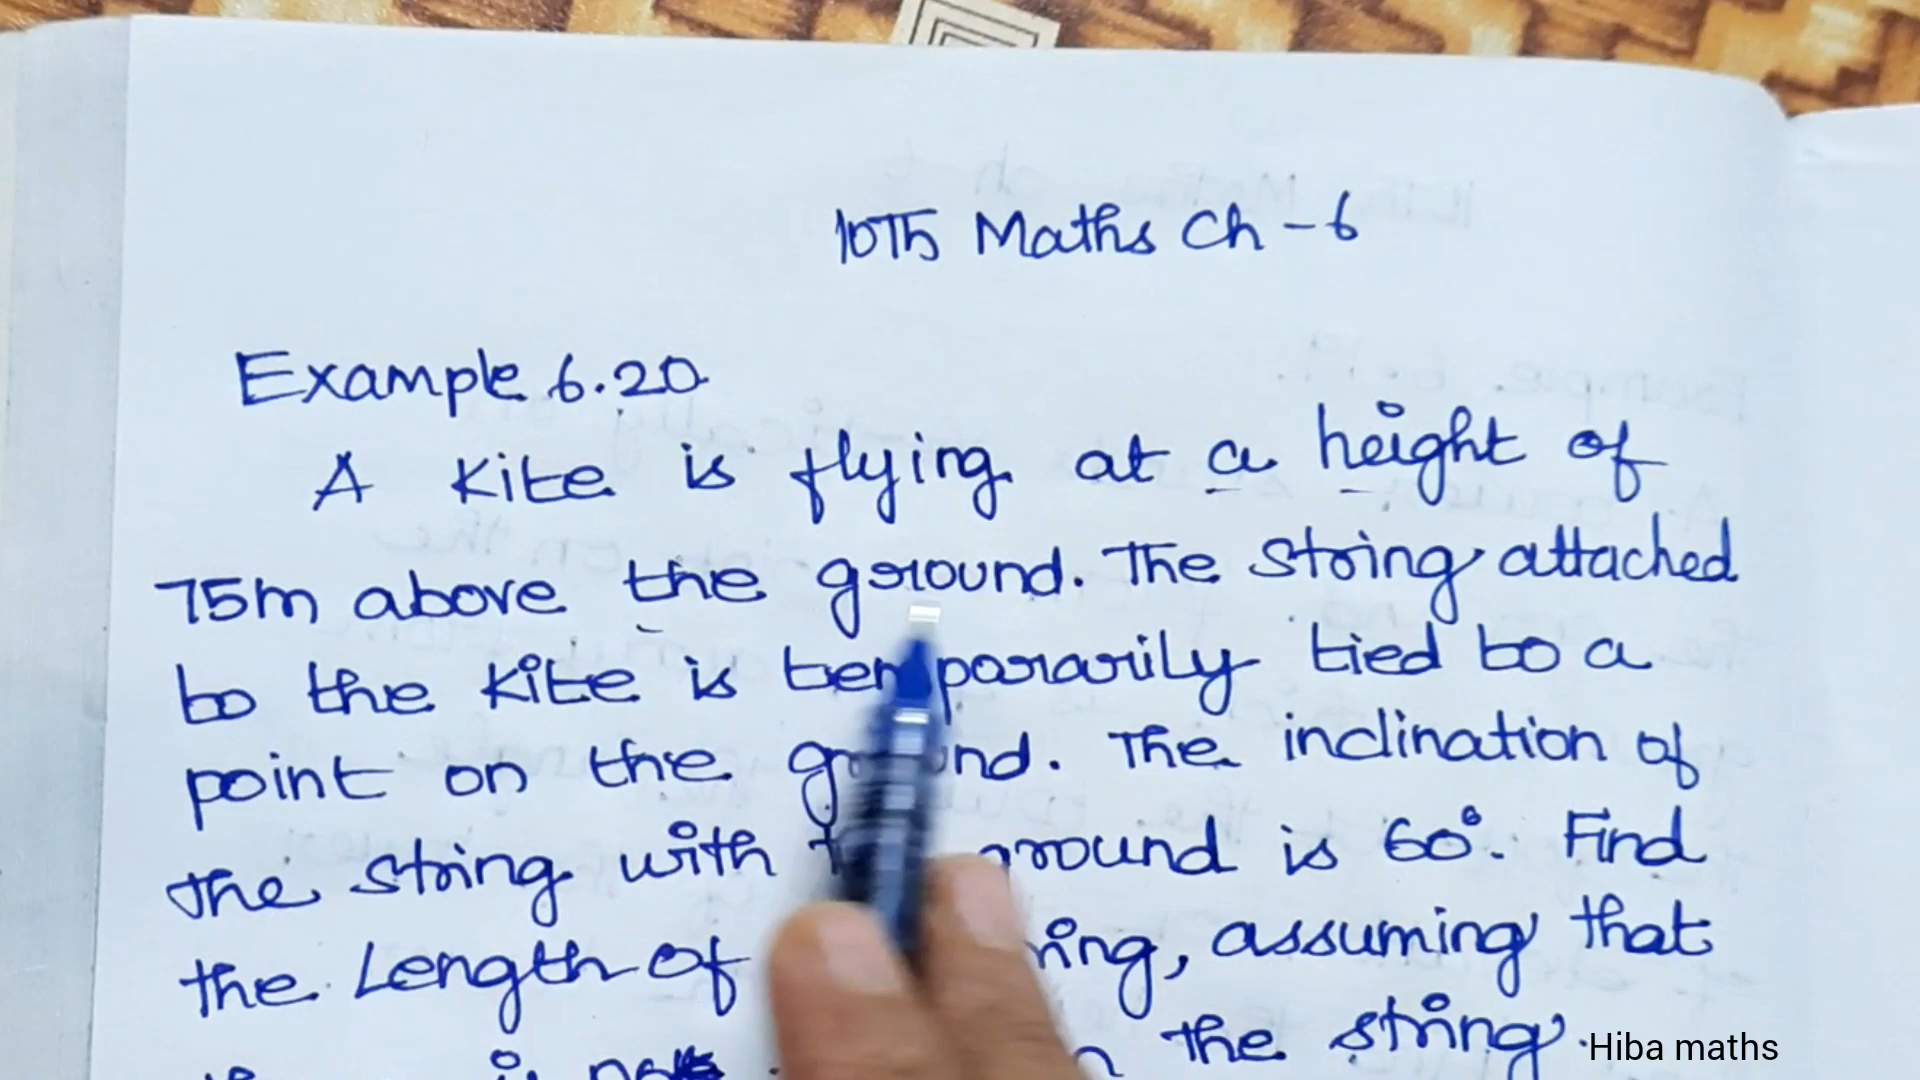 10Th Maths Ch - 6
Example 6.20
A kite is flying at a height of
75m above the ground. The string attached
to the kite is temporarily tied to a
point on the ground. The inclination of
the string with ground is 60°. Find
the Length of assuming that
the string.
Hiba maths